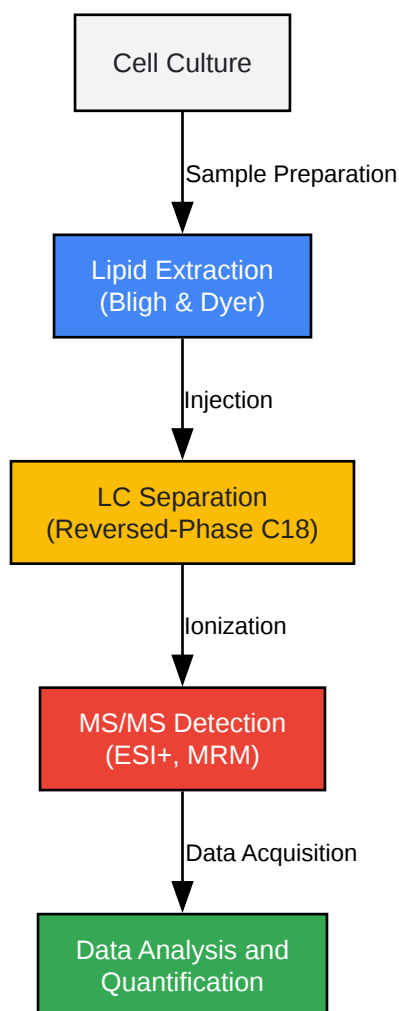 Cell Culture
Sample Preparation
Lipid Extraction
(Bligh & Dyer)
Injection
LC Separation
(Reversed-Phase C18)
Ionization
MS/MS Detection
(ESI+, MRM)
Data Acquisition
Data Analysis and
Quantification